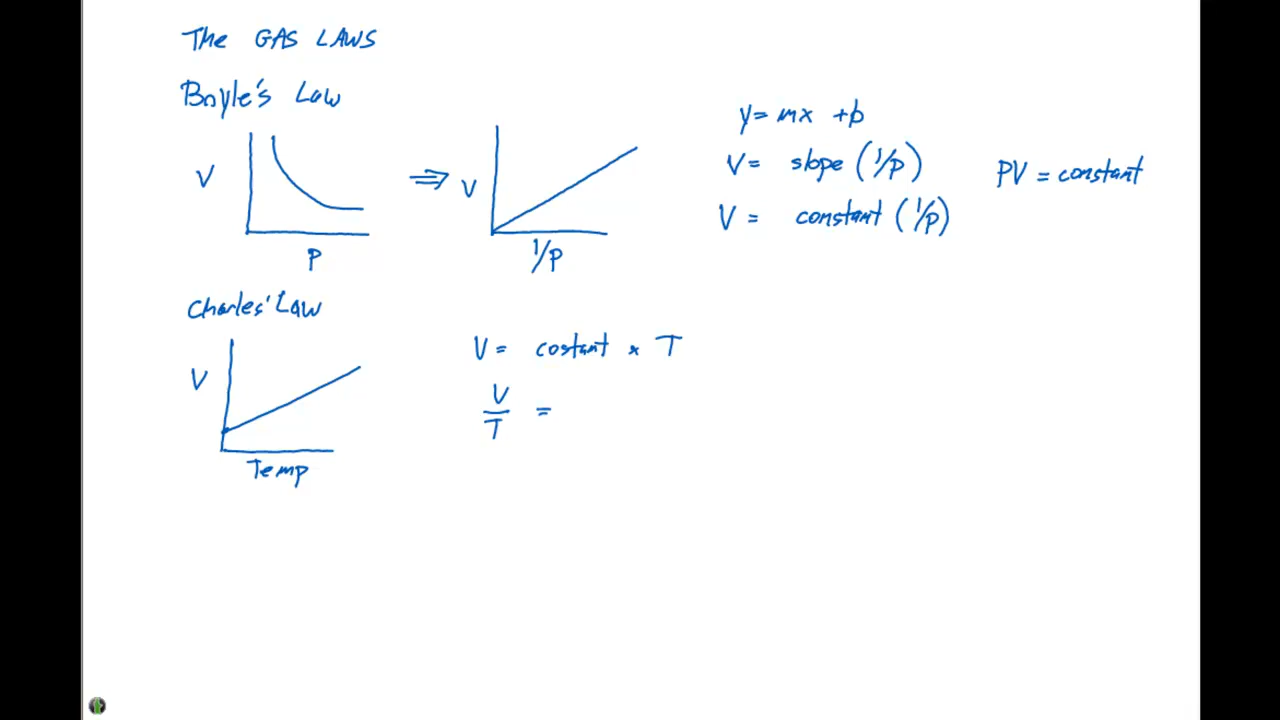 The GAS LAWS
Boyle's Law
V
P
⇒
V
1/P
y = mx + b
V = slope (1/P)
V = constant (1/P)
PV = constant
Charles' Law
V
Temp
V = costant × T
V/T =